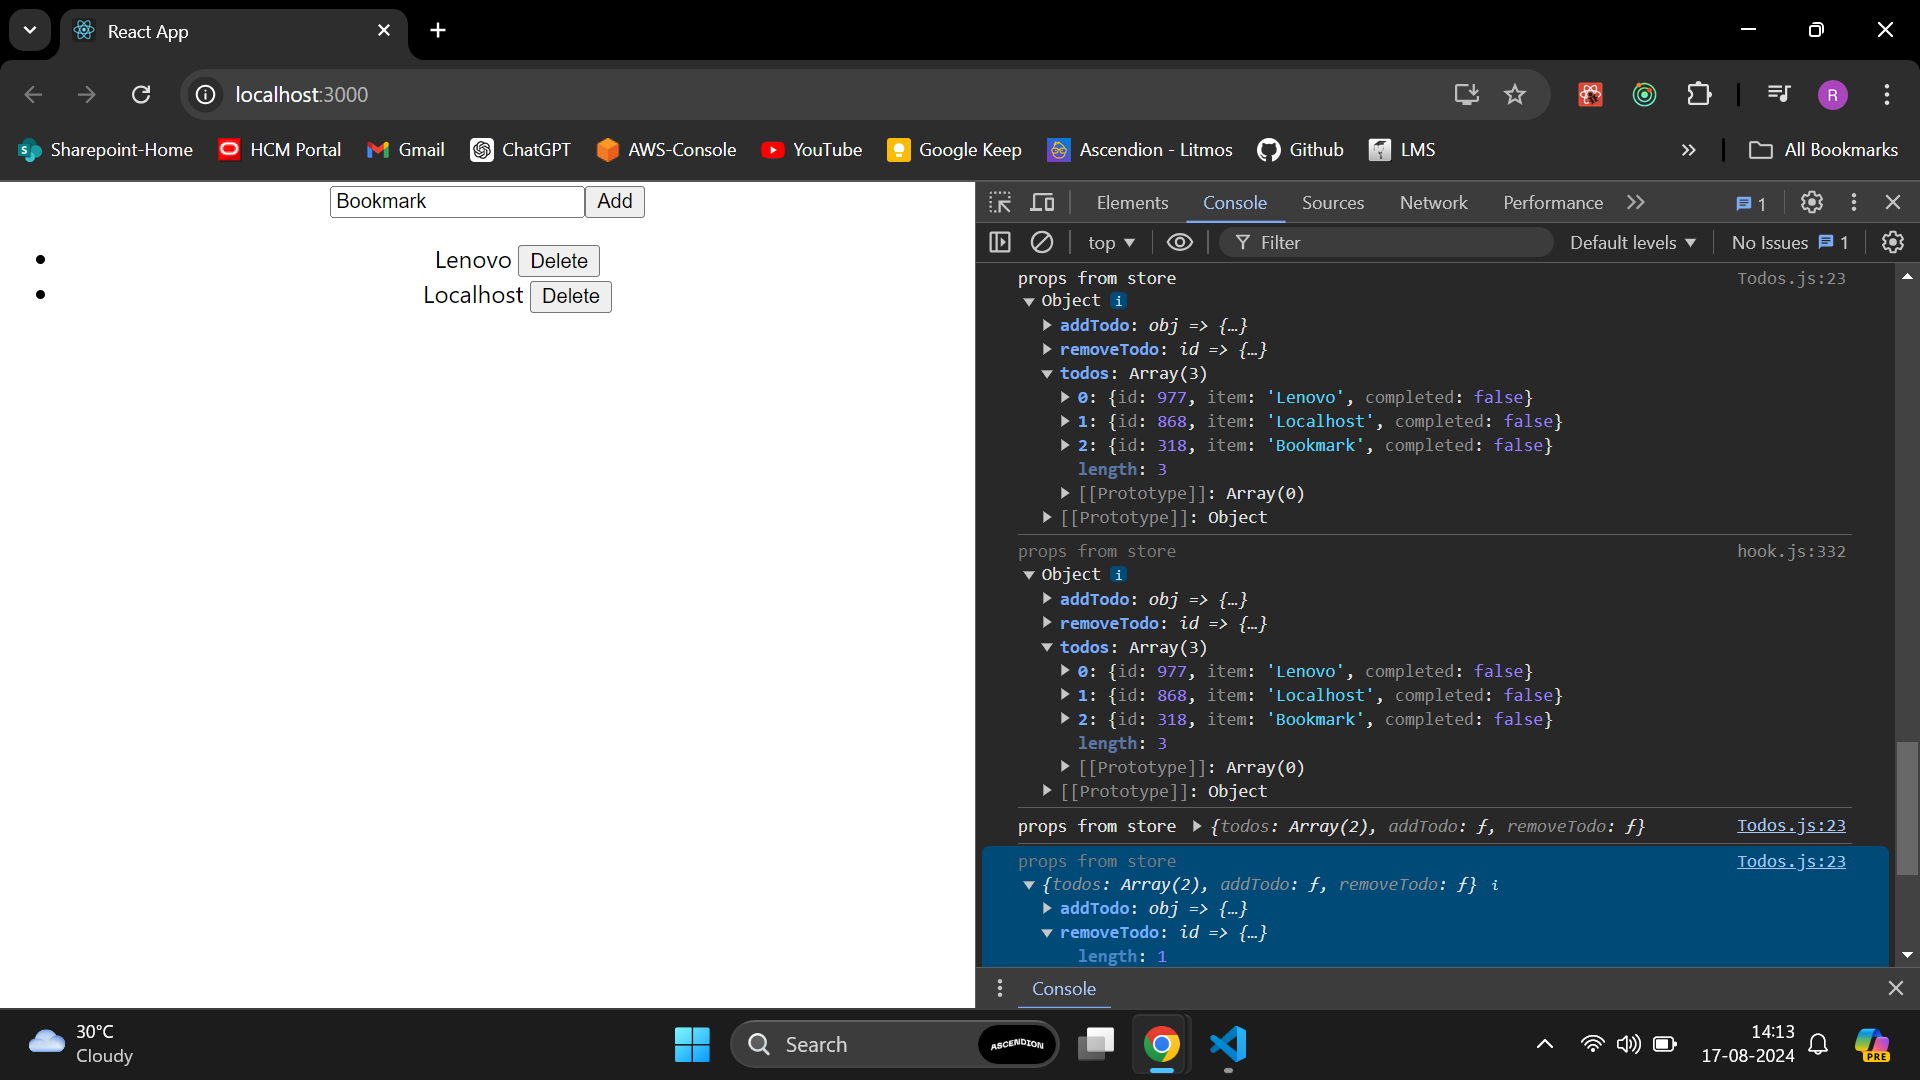 React App
localhost:3000
R
Sharepoint-Home HCM Portal Gmail ChatGPT AWS-Console YouTube Google Keep Ascendion - Litmos Github LMS » All Bookmarks
Bookmark Add
Lenovo Delete
Localhost Delete
Elements Console Sources Network Performance » 1
top Filter Default levels No Issues 1
props from store Todos.js:23
Object i
addTodo: obj => {…}
removeTodo: id => {…}
todos: Array(3)
0: {id: 977, item: 'Lenovo', completed: false}
1: {id: 868, item: 'Localhost', completed: false}
2: {id: 318, item: 'Bookmark', completed: false}
length: 3
[[Prototype]]: Array(0)
[[Prototype]]: Object
props from store hook.js:332
Object i
addTodo: obj => {…}
removeTodo: id => {…}
todos: Array(3)
0: {id: 977, item: 'Lenovo', completed: false}
1: {id: 868, item: 'Localhost', completed: false}
2: {id: 318, item: 'Bookmark', completed: false}
length: 3
[[Prototype]]: Array(0)
[[Prototype]]: Object
props from store {todos: Array(2), addTodo: ƒ, removeTodo: ƒ} Todos.js:23
props from store Todos.js:23
{todos: Array(2), addTodo: ƒ, removeTodo: ƒ} i
addTodo: obj => {…}
removeTodo: id => {…}
length: 1
Console
30°C
Cloudy
Search ASCENDION
14:13
17-08-2024
PRE